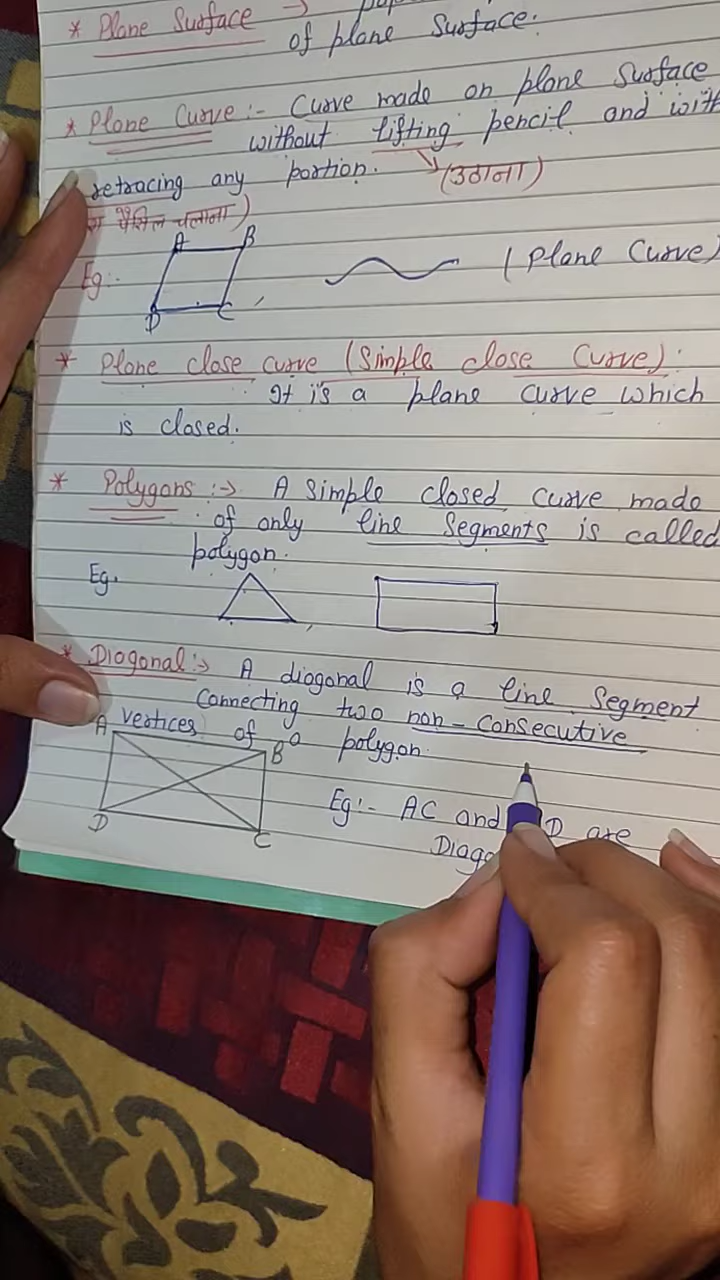 * Plane Surface →
of plane surface.
* Plane Curve :- Curve made on plane surface
without lifting pencil and with
retracing any portion. (उठाना)
पेंसिल चलाना)
A B
Eg:- (Plane Curve)
D C
* Plane close curve (Simple close curve):
It is a plane curve which
is closed.
* Polygons :→ A simple closed curve made
of only line segments is called
polygon.
Eg.
* Diagonal :→ A diagonal is a line segment
connecting two non-consecutive
vertices of a polygon.
A B
D C
Eg:- AC and D are
Diago